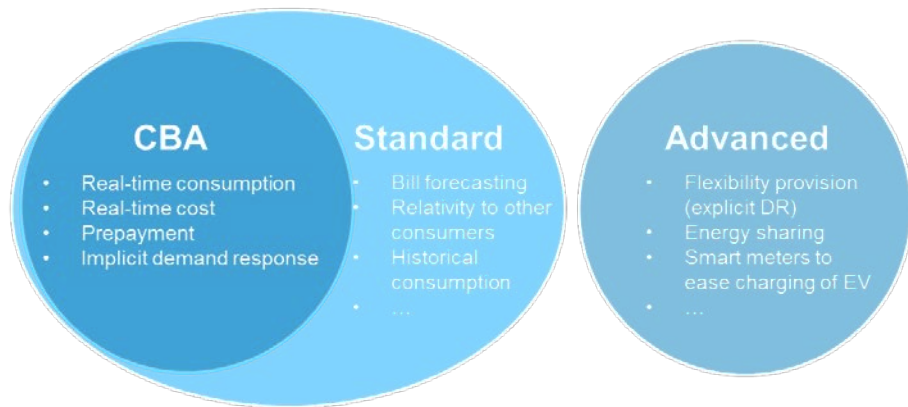 CBA
• Real-time consumption
• Real-time cost
• Prepayment
• Implicit demand response
Standard
• Bill forecasting
• Relativity to other
consumers
• Historical
consumption
• ...
Advanced
• Flexibility provision
(explicit DR)
• Energy sharing
• Smart meters to
ease charging of EV
• ...